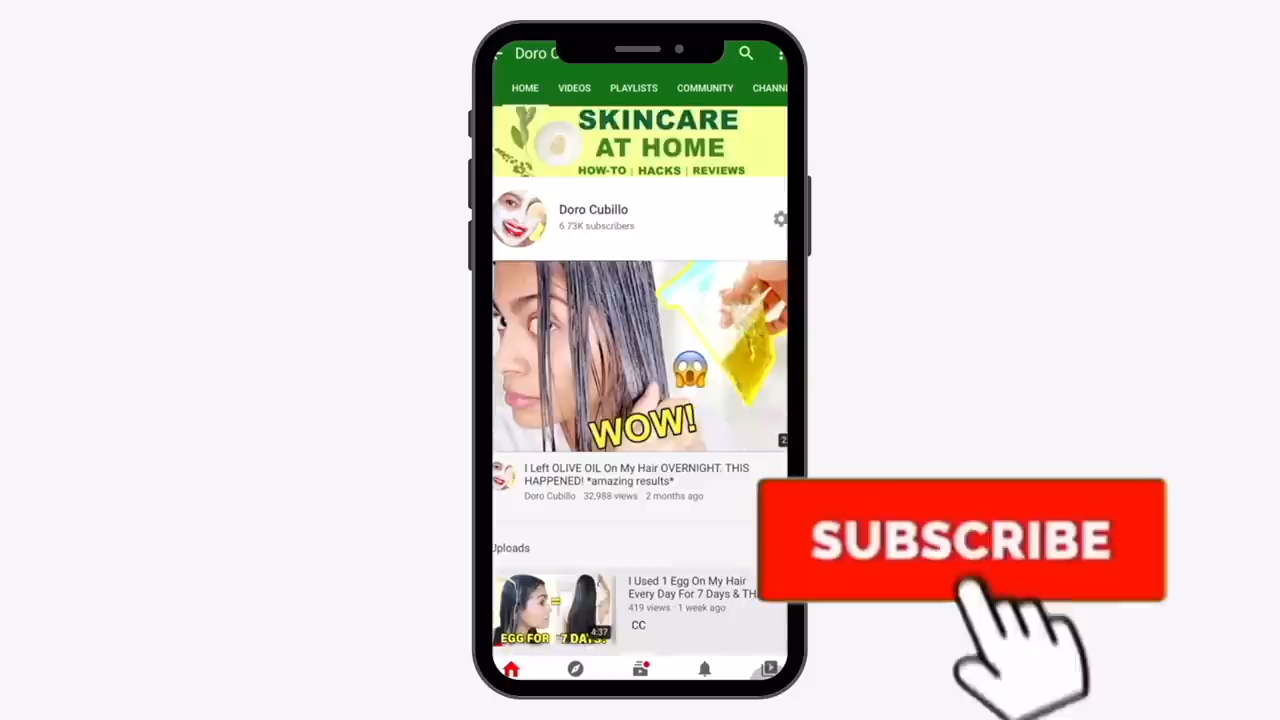 Doro C
HOME VIDEOS PLAYLISTS COMMUNITY CHANN
SKINCARE
AT HOME
HOW-TO | HACKS | REVIEWS
Doro Cubillo
6.73K subscribers
WOW!
I Left OLIVE OIL On My Hair OVERNIGHT. THIS
HAPPENED! *amazing results*
Doro Cubillo 32,988 views 2 months ago
Uploads
I Used 1 Egg On My Hair
Every Day For 7 Days & TH
419 views · 1 week ago
CC
EGG FOR 7 DAYS!
4:37
SUBSCRIBE